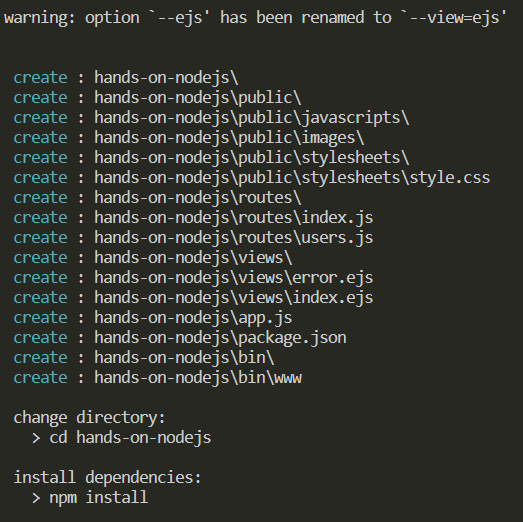 warning: option `--ejs' has been renamed to `--view=ejs'
create : hands-on-nodejs\
create : hands-on-nodejs\public\
create : hands-on-nodejs\public\javascripts\
create : hands-on-nodejs\public\images\
create : hands-on-nodejs\public\stylesheets\
create : hands-on-nodejs\public\stylesheets\style.css
create : hands-on-nodejs\routes\
create : hands-on-nodejs\routes\index.js
create : hands-on-nodejs\routes\users.js
create : hands-on-nodejs\views\
create : hands-on-nodejs\views\error.ejs
create : hands-on-nodejs\views\index.ejs
create : hands-on-nodejs\app.js
create : hands-on-nodejs\package.json
create : hands-on-nodejs\bin\
create : hands-on-nodejs\bin\www
change directory:
> cd hands-on-nodejs
install dependencies:
> npm install